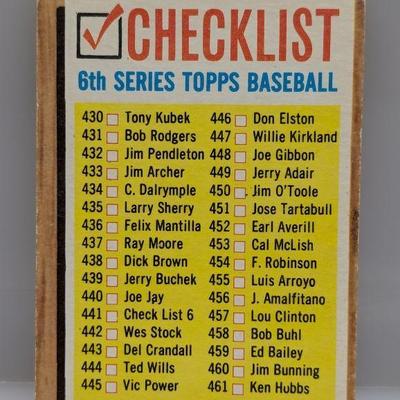 CHECKLIST
6th SERIES TOPPS BASEBALL
430 Tony Kubek
431 Bob Rodgers
432 Jim Pendleton
433 Jim Archer
434 C. Dalrymple
435 Larry Sherry
436 Felix Mantilla
437 Ray Moore
438 Dick Brown
439 Jerry Buchek
440 Joe Jay
441 Check List 6
442 Wes Stock
443 Del Crandall
444 Ted Wills
445 Vic Power
446 Don Elston
447 Willie Kirkland
448 Joe Gibbon
449 Jerry Adair
450 Jim O'Toole
451 Jose Tartabull
452 Earl Averill
453 Cal McLish
454 F. Robinson
455 Luis Arroyo
456 J. Amalfitano
457 Lou Clinton
458 Bob Buhl
459 Ed Bailey
460 Jim Bunning
461 Ken Hubbs